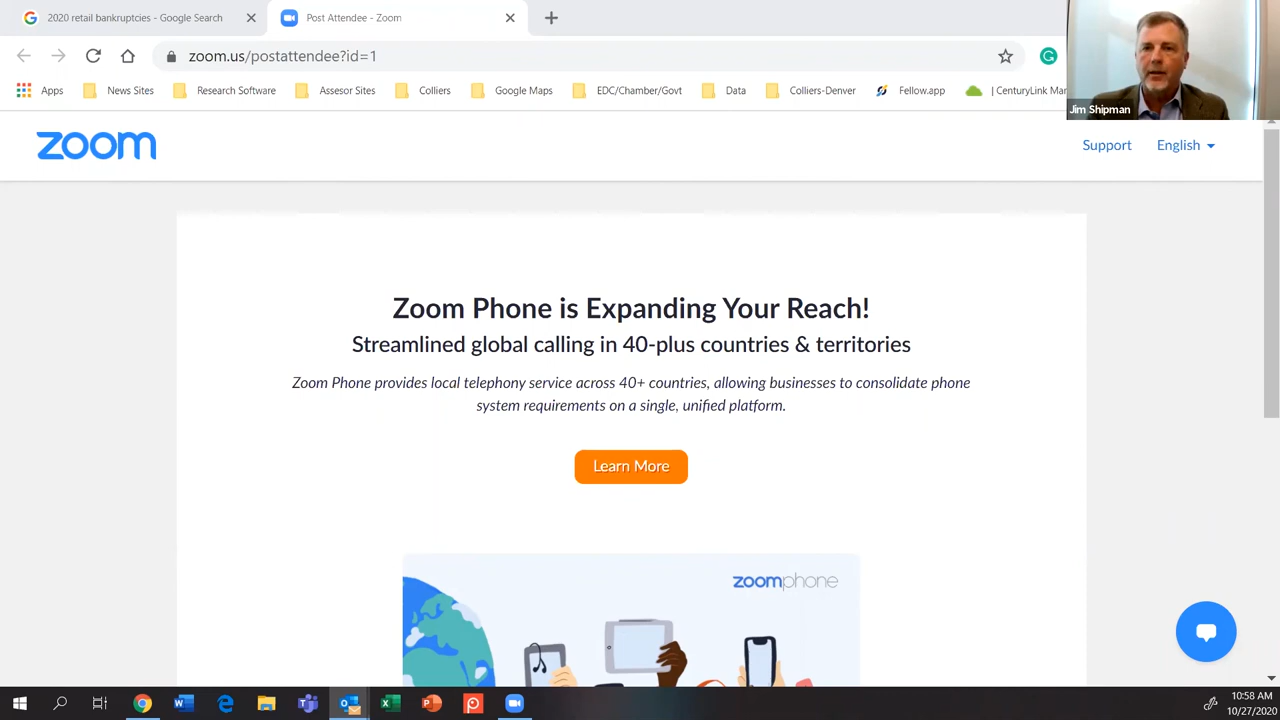 2020 retail bankruptcies - Google Search
Post Attendee - Zoom
zoom.us/postattendee?id=1
Apps
News Sites
Research Software
Assesor Sites
Colliers
Google Maps
EDC/Chamber/Govt
Data
Colliers-Denver
Fellow.app
| CenturyLink Mar
Jim Shipman
zoom
Support
English
Zoom Phone is Expanding Your Reach!
Streamlined global calling in 40-plus countries & territories
Zoom Phone provides local telephony service across 40+ countries, allowing businesses to consolidate phone
system requirements on a single, unified platform.
Learn More
zoomphone
10:58 AM
10/27/2020